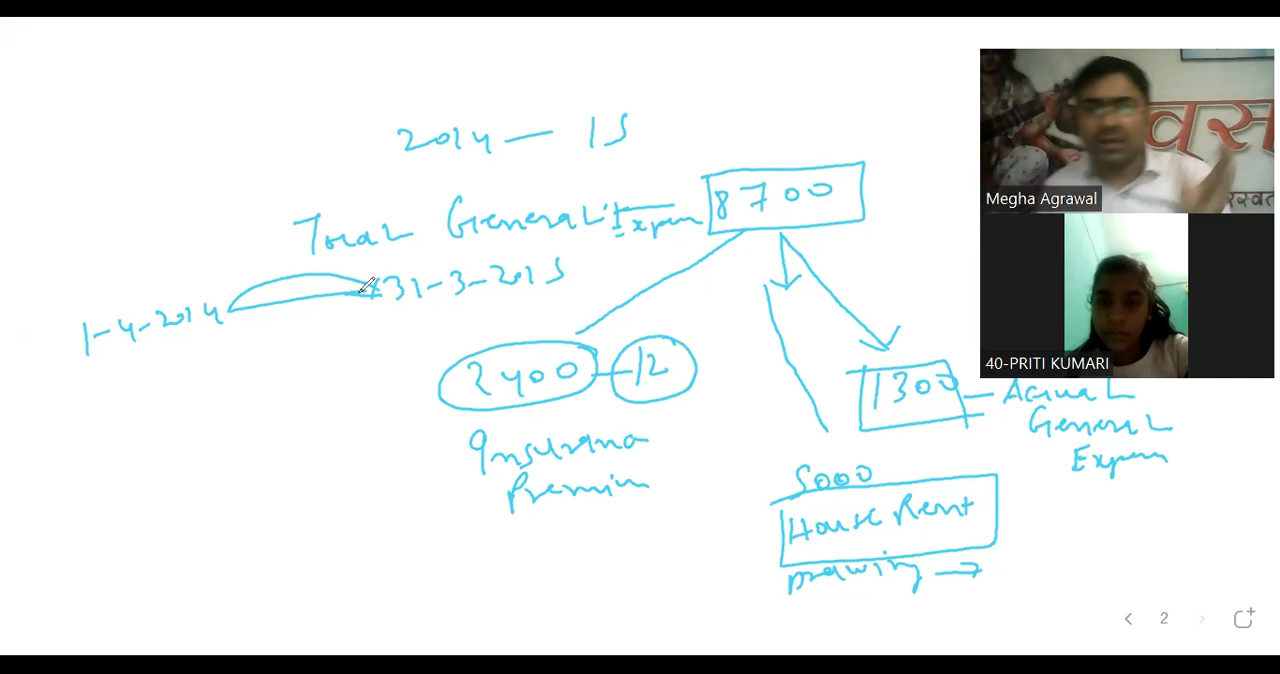 2014 — 15
Total General Expen 8700
1-4-2014
31-3-2015
2400 — 12
Insurance
Premium
1300 — Actual
General
Expen
5000
House Rent
Drawing →
Megha Agrawal
40-PRITI KUMARI
2